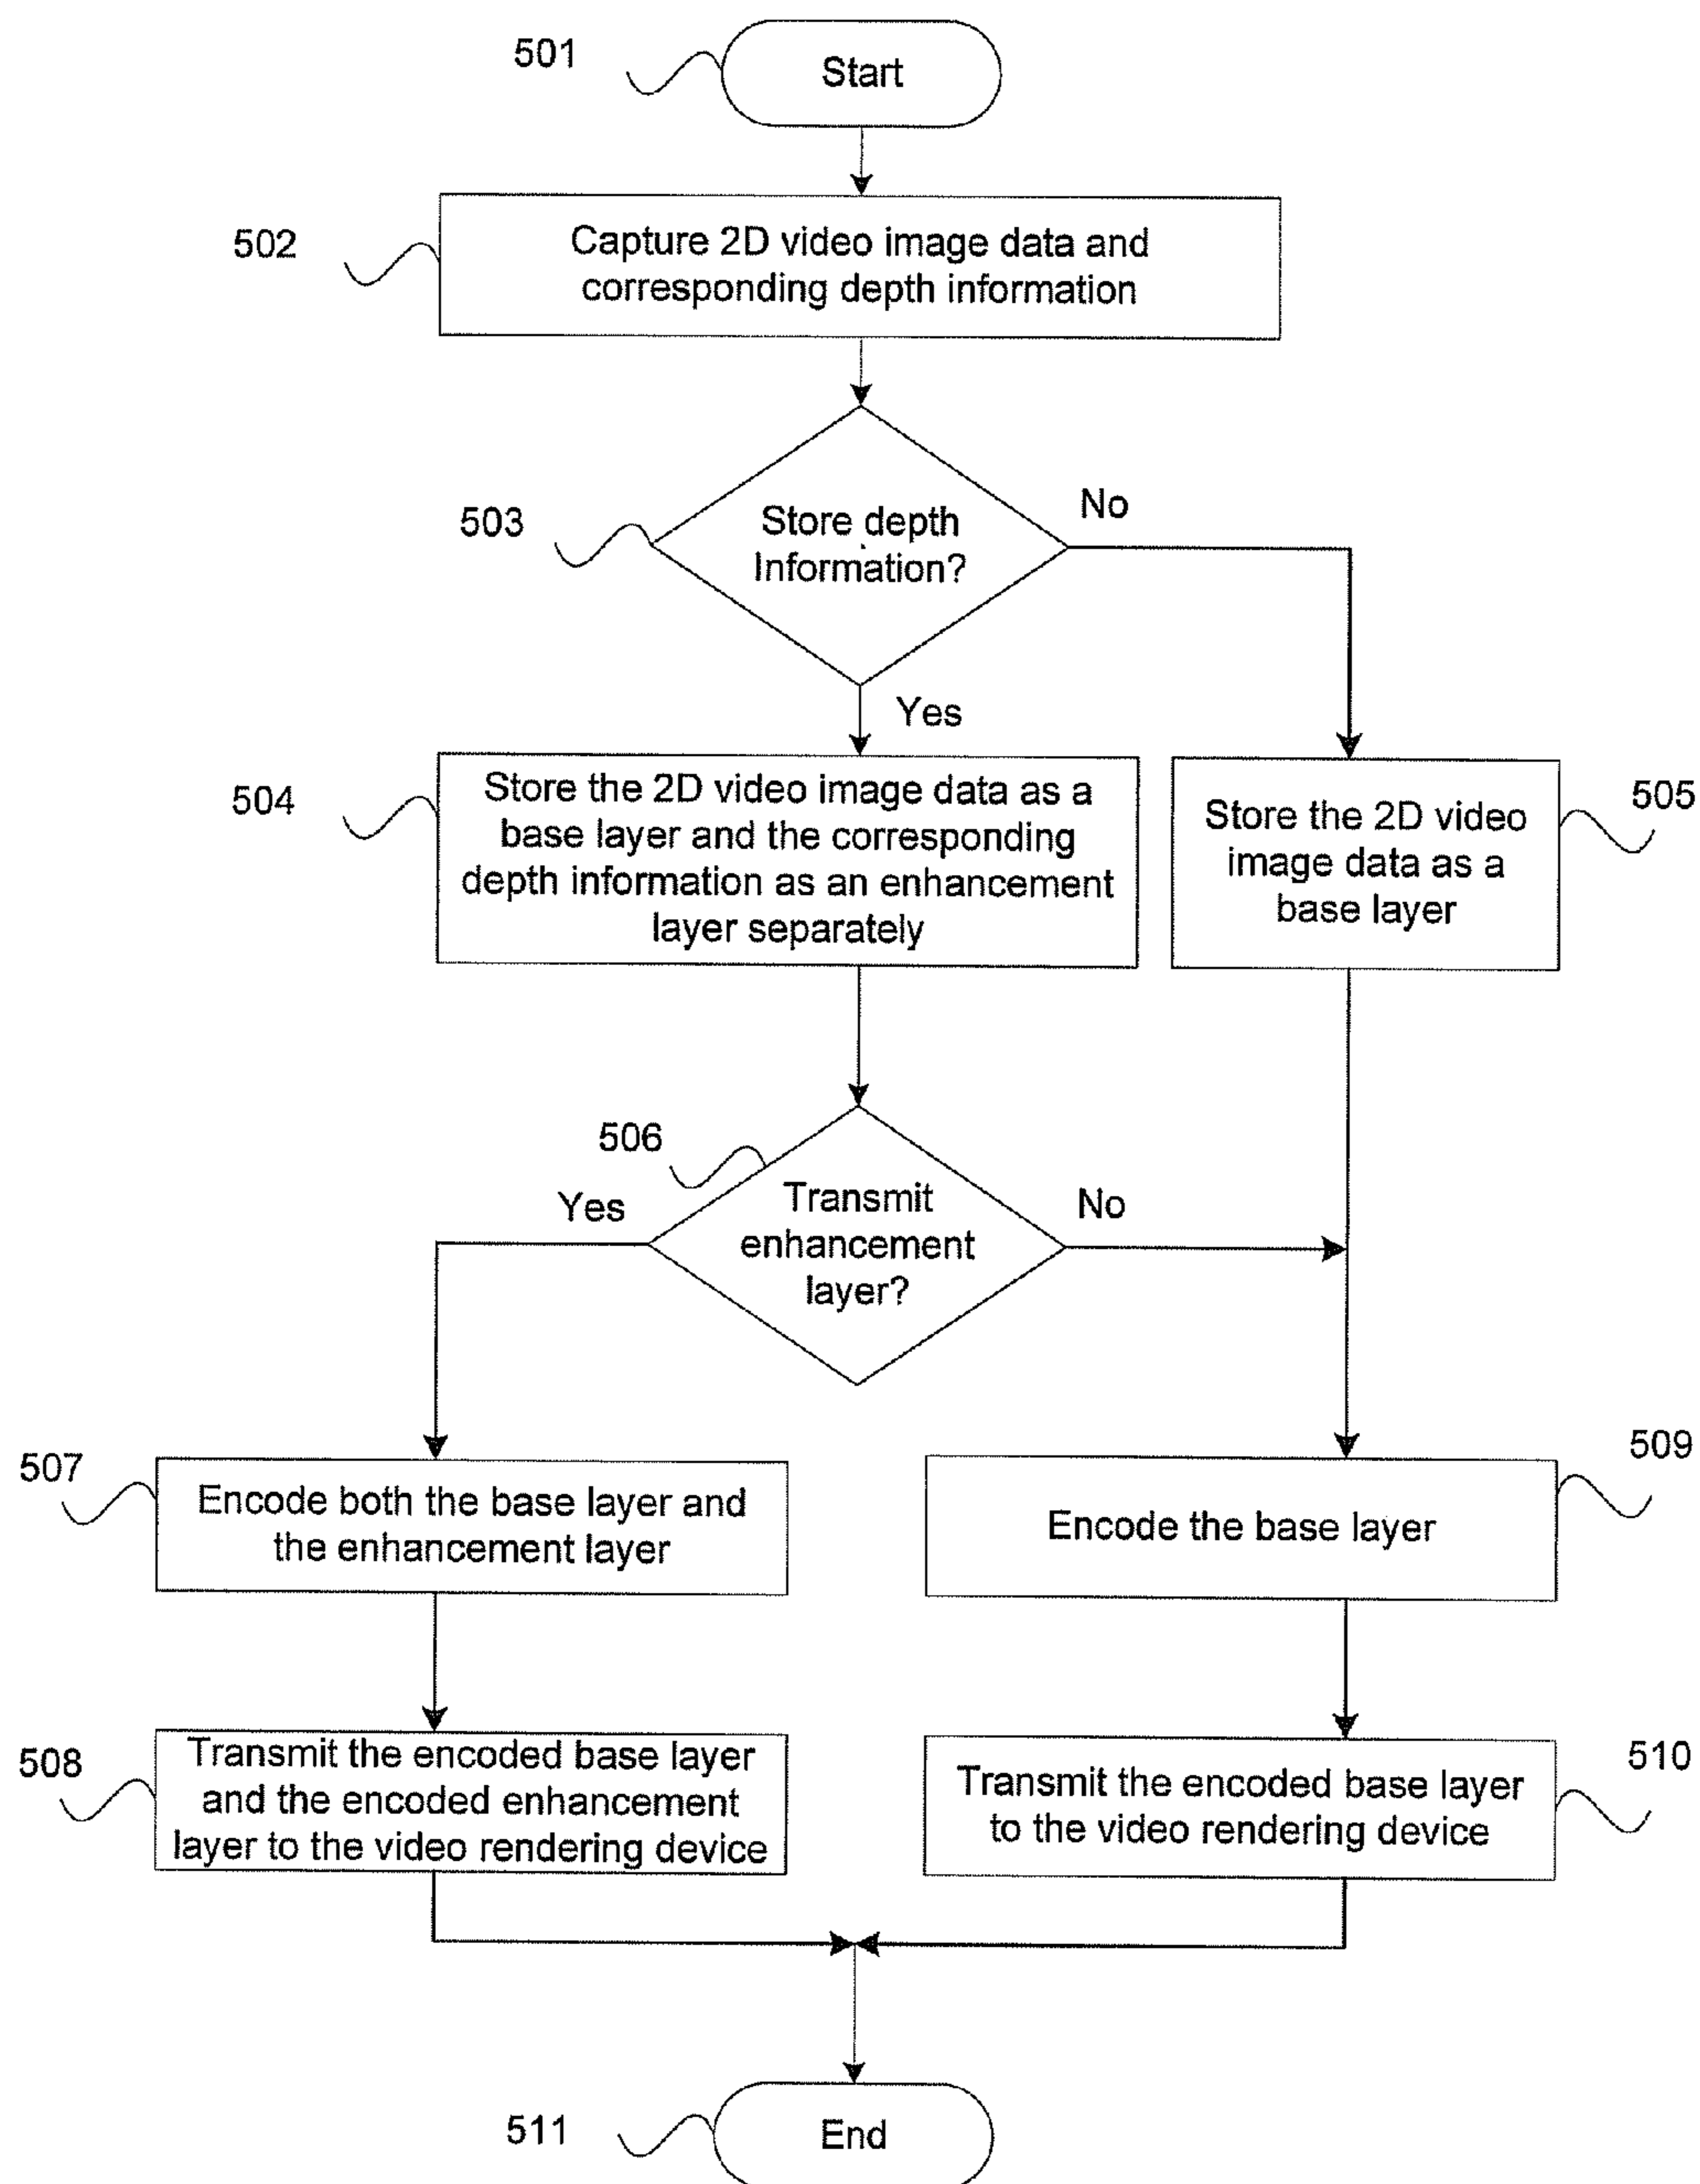 501
Start
502
Capture 2D video image data and
corresponding depth information
503
Store depth
Information?
No
Yes
504
Store the 2D video image data as a
base layer and the corresponding
depth information as an enhancement
layer separately
505
Store the 2D video
image data as a
base layer
506
Yes
Transmit
enhancement
layer?
No
507
Encode both the base layer and
the enhancement layer
509
Encode the base layer
508
Transmit the encoded base layer
and the encoded enhancement
layer to the video rendering device
510
Transmit the encoded base layer
to the video rendering device
511
End